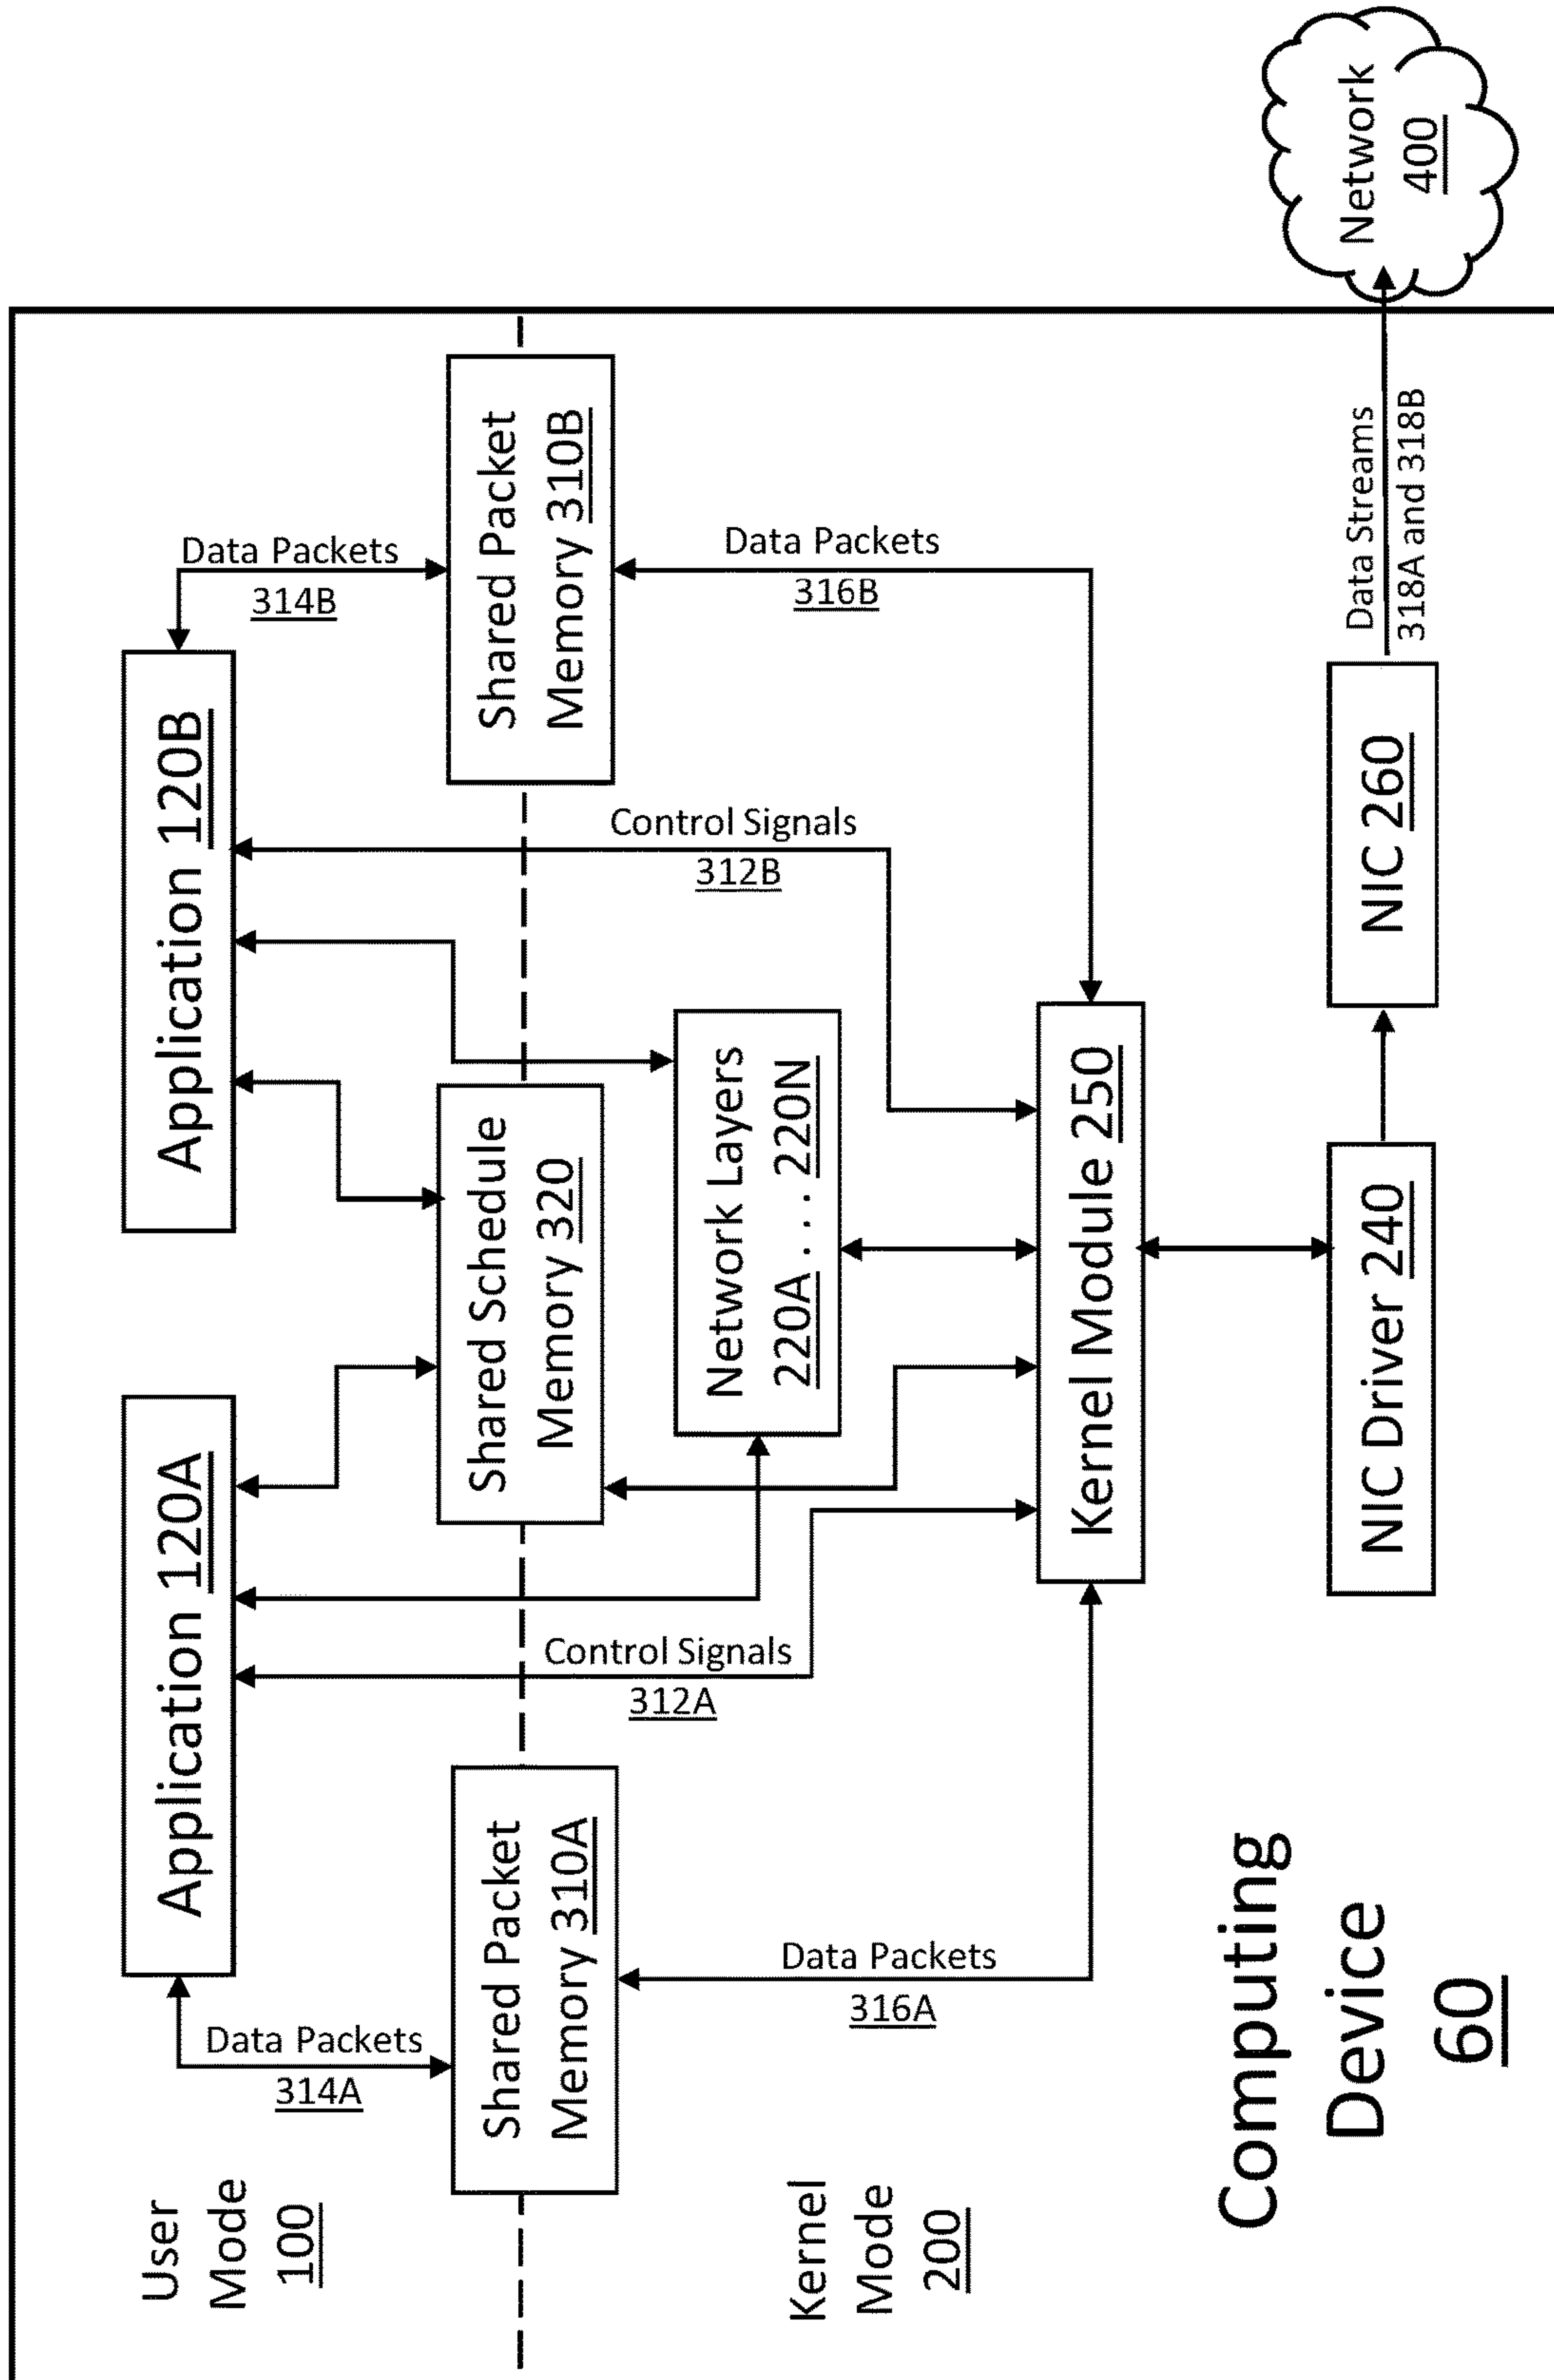 User
Mode
100
Application 120A
Application 120B
Data Packets
314A
Data Packets
314B
Shared Packet
Memory 310A
Shared Schedule
Memory 320
Shared Packet
Memory 310B
Control Signals
312A
Control Signals
312B
Network Layers
220A . . . 220N
Kernel
Mode
200
Data Packets
316A
Data Packets
316B
Kernel Module 250
Computing
Device
60
NIC Driver 240
NIC 260
Data Streams
318A and 318B
Network
400